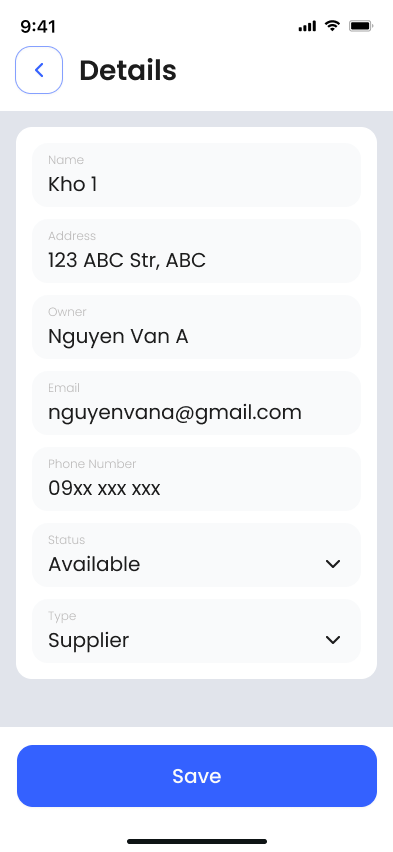 9:41
Details
Name
Kho 1
Address
123 ABC Str, ABC
Owner
Nguyen Van A
Email
nguyenvana@gmail.com
Phone Number
09xx xxx xxx
Status
Available
Type
Supplier
Save